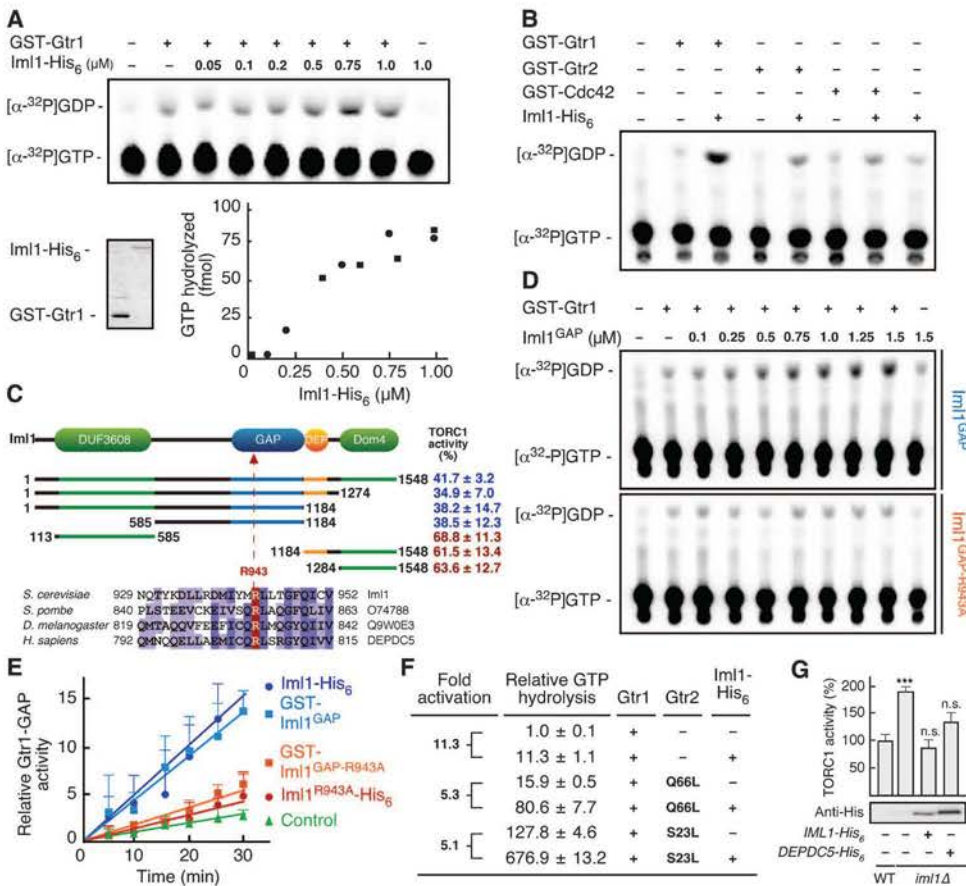 A
GST-Gtr1 – + + + + + + + –
Iml1-His6 (µM) – – 0.05 0.1 0.2 0.5 0.75 1.0 1.0
[α-32P]GDP -
[α-32P]GTP -
Iml1-His6 -
GST-Gtr1 -
GTP hydrolyzed (fmol)
100
75
50
25
0
0 0.25 0.50 0.75 1.00
Iml1-His6 (µM)
B
GST-Gtr1 – + + – – – – –
GST-Gtr2 – – – + + – – –
GST-Cdc42 – – – – – + + –
Iml1-His6 – – + – + – + +
[α-32P]GDP -
[α-32P]GTP -
C
Iml1 DUF3608 GAP DEP Dom4
TORC1 activity (%)
1 1548 41.7 ± 3.2
1 1274 34.9 ± 7.0
1 1184 38.2 ± 14.7
585 1184 38.5 ± 12.3
113 585 68.8 ± 11.3
1184 1548 61.5 ± 13.4
1284 1548 63.6 ± 12.7
R943
S. cerevisiae 929 NQTYKDLLRDMIYMRLLTGFQICV 952 Iml1
S. pombe 840 PLSTEEVCKEIVSQRLAQGFQLIV 863 O74788
D. melanogaster 819 QMTAQQVFEEFICQRLMQGYQIIV 842 Q9W0E3
H. sapiens 792 QMNQQELLAEMICQRLSRGYQIVV 815 DEPDC5
D
GST-Gtr1 – + + + + + + + + –
Iml1GAP (µM) – – 0.1 0.25 0.5 0.75 1.0 1.25 1.5 1.5
[α-32P]GDP -
[α32-P]GTP -
Iml1GAP
[α-32P]GDP -
[α-32P]GTP -
Iml1GAP-R943A
E
Relative Gtr1-GAP activity
15
10
5
0
0 10 20 30
Time (min)
Iml1-His6
GST-Iml1GAP
GST-Iml1GAP-R943A
Iml1R943A-His6
Control
F
Fold activation Relative GTP hydrolysis Gtr1 Gtr2 Iml1-His6
11.3
1.0 ± 0.1 + – –
11.3 ± 1.1 + – +
5.3
15.9 ± 0.5 + Q66L –
80.6 ± 7.7 + Q66L +
5.1
127.8 ± 4.6 + S23L –
676.9 ± 13.2 + S23L +
G
TORC1 activity (%)
200
150
100
50
***
n.s.
n.s.
Anti-His
IML1-His6 – – + –
DEPDC5-His6 – – – +
WT iml1Δ